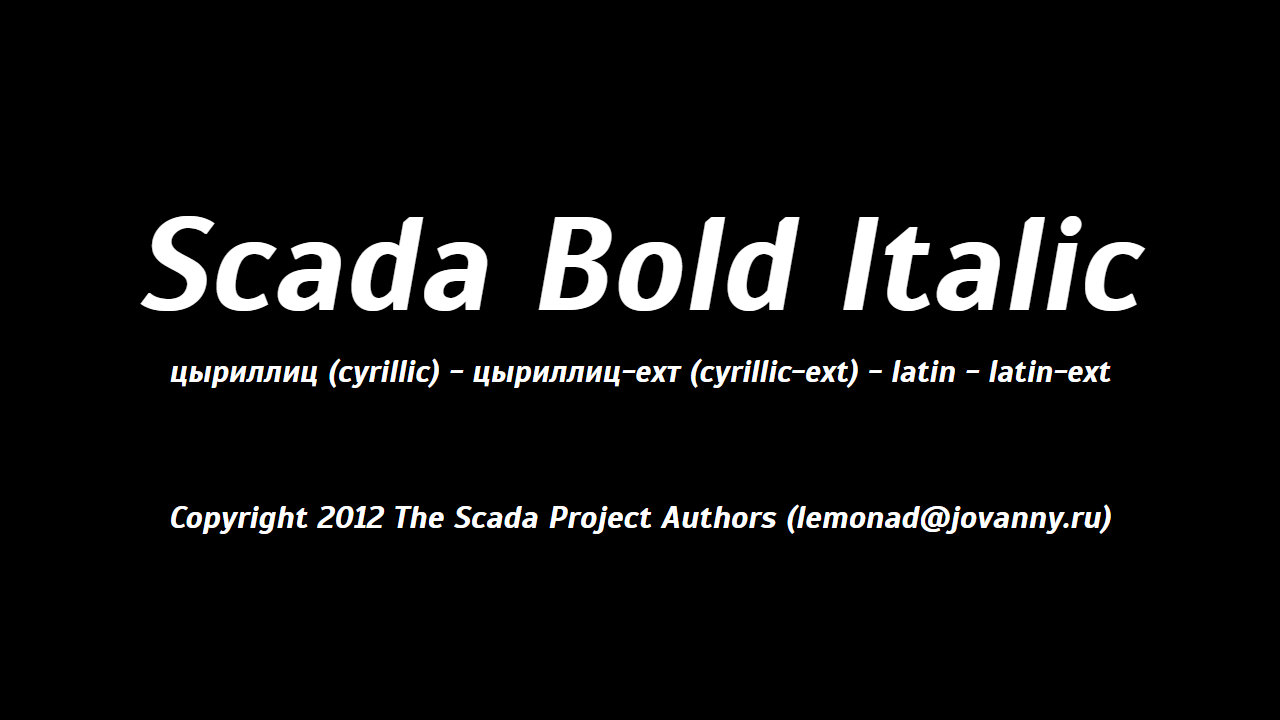 Scada Bold Italic
цыриллиц (cyrillic) - цыриллиц-ехт (cyrillic-ext) - latin - latin-ext
Copyright 2012 The Scada Project Authors (lemonad@jovanny.ru)